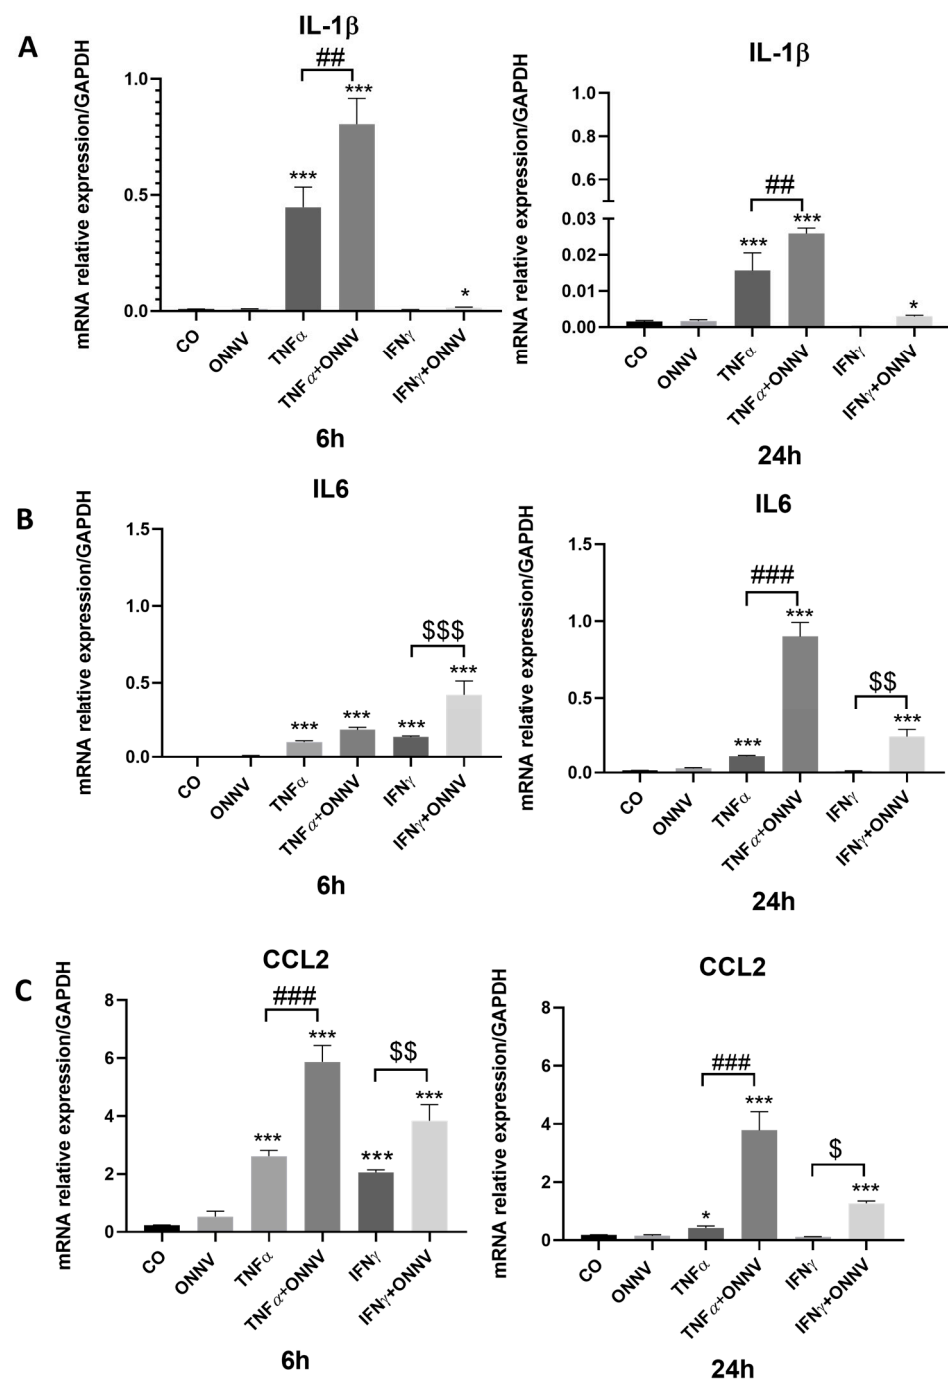 A
IL-1β
mRNA relative expression/GAPDH
##
1.0
***
***
0.5
*
0.0
CO
ONNV
TNFα
TNFα+ONNV
IFNγ
IFNγ+ONNV
6h
IL-1β
mRNA relative expression/GAPDH
1.0
0.8
0.6
##
0.03
***
***
0.02
0.01
*
0.00
CO
ONNV
TNFα
TNFα+ONNV
IFNγ
IFNγ+ONNV
24h
B
IL6
mRNA relative expression/GAPDH
1.5
1.0
$$$
0.5
***
***
***
***
0.0
CO
ONNV
TNFα
TNFα+ONNV
IFNγ
IFNγ+ONNV
6h
IL6
mRNA relative expression/GAPDH
1.5
###
1.0
***
$$
0.5
***
***
0.0
CO
ONNV
TNFα
TNFα+ONNV
IFNγ
IFNγ+ONNV
24h
C
CCL2
mRNA relative expression/GAPDH
###
8
***
6
$$
***
4
***
***
2
0
CO
ONNV
TNFα
TNFα+ONNV
IFNγ
IFNγ+ONNV
6h
CCL2
mRNA relative expression/GAPDH
8
6
###
***
4
$
2
***
*
0
CO
ONNV
TNFα
TNFα+ONNV
IFNγ
IFNγ+ONNV
24h